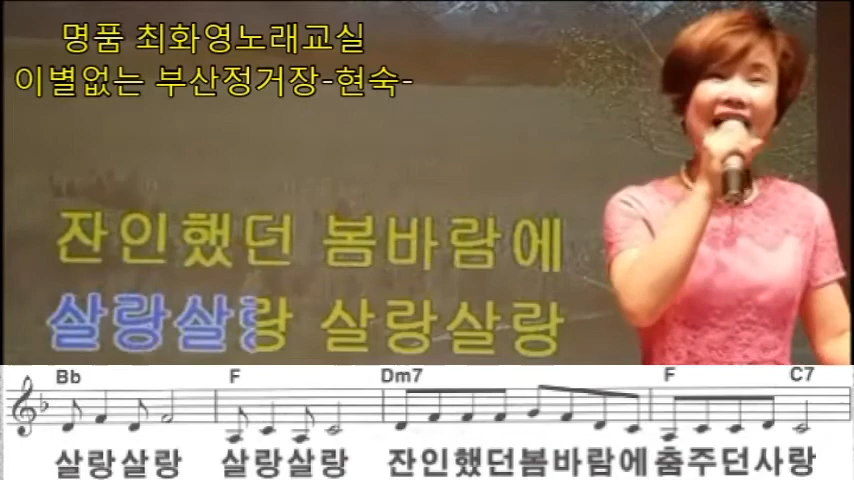 명품 최화영노래교실
이별없는 부산정거장-현숙-
잔인했던 봄바람에
살랑살랑 살랑살랑
Bb F Dm7 F C7
살랑살랑 살랑살랑 잔인했던봄바람에춤주던사랑